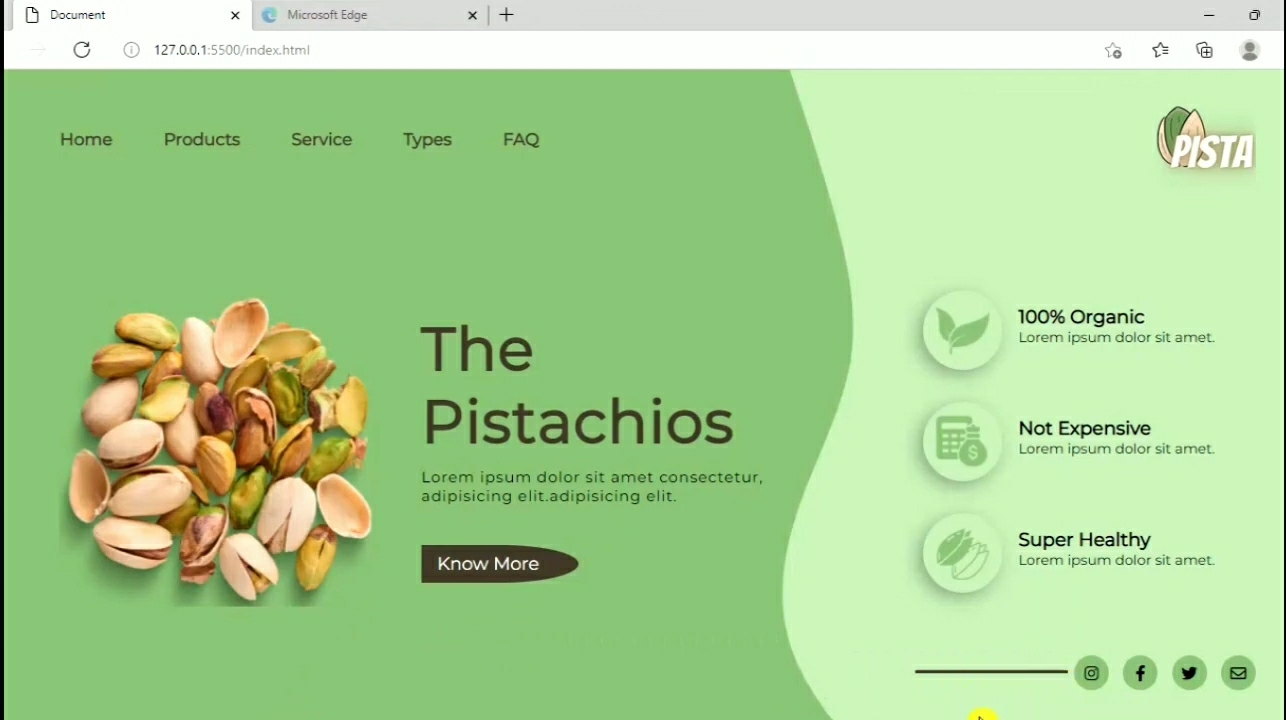 Document
Microsoft Edge
127.0.0.1:5500/index.html
Home Products Service Types FAQ
PISTA
The
Pistachios
Lorem ipsum dolor sit amet consectetur,
adipisicing elit.adipisicing elit.
Know More
100% Organic
Lorem ipsum dolor sit amet.
Not Expensive
Lorem ipsum dolor sit amet.
Super Healthy
Lorem ipsum dolor sit amet.